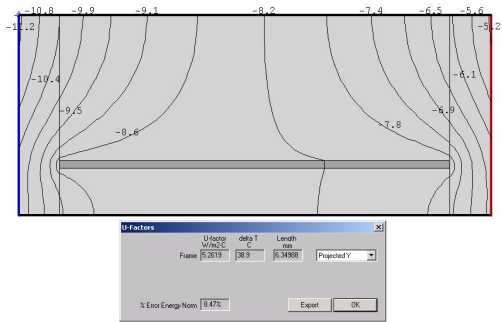 -10.8 -9.9 -9.1 -8.2 -7.4 -6.5 -5.6
-11.2 -5.2
-10.4 -6.1
-9.5 -6.9
-8.6 -7.8
U-Factors
U-factor delta T Length
W/m2-C C mm
Frame 5.2619 38.9 6.34988 Projected Y
% Error Energy Norm 8.47% Export OK